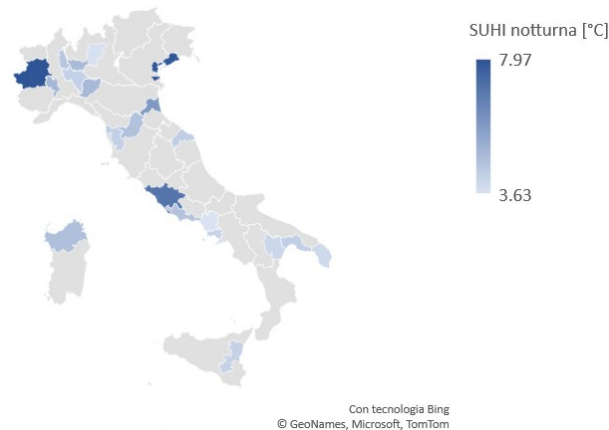 SUHI notturna [°C]
7.97
3.63
Con tecnologia Bing
© GeoNames, Microsoft, TomTom